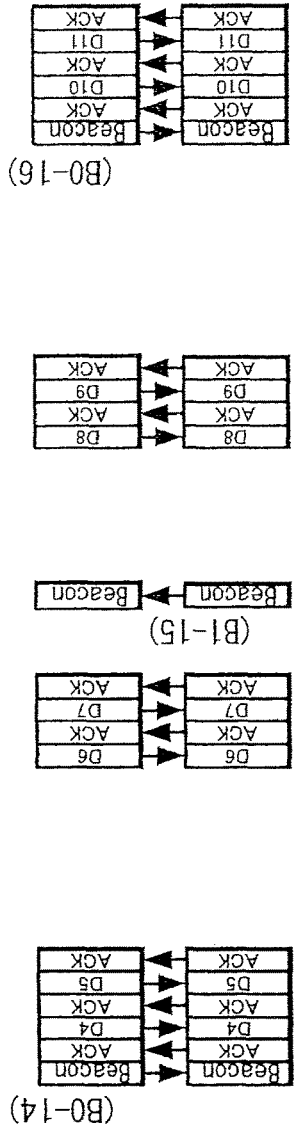 (B0-14)
Beacon Beacon
ACK ACK
D4 D4
ACK ACK
D5 D5
ACK ACK
D6 D6
ACK ACK
D7 D7
ACK ACK
(B1-15)
Beacon Beacon
D8 D8
ACK ACK
D9 D9
ACK ACK
(B0-16)
Beacon Beacon
ACK ACK
D10 D10
ACK ACK
D11 D11
ACK ACK